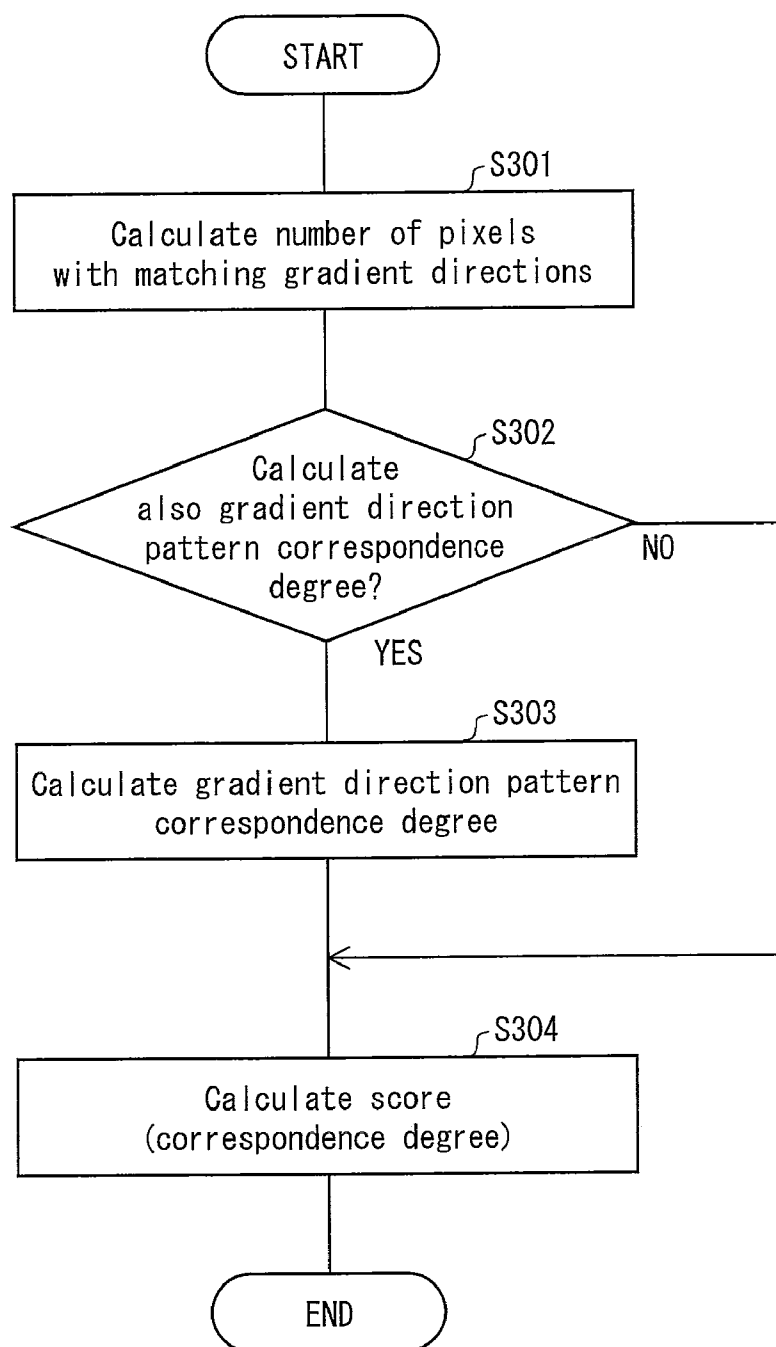 START
S301
Calculate number of pixels
with matching gradient directions
S302
Calculate
also gradient direction
pattern correspondence
degree?
NO
YES
S303
Calculate gradient direction pattern
correspondence degree
S304
Calculate score
(correspondence degree)
END